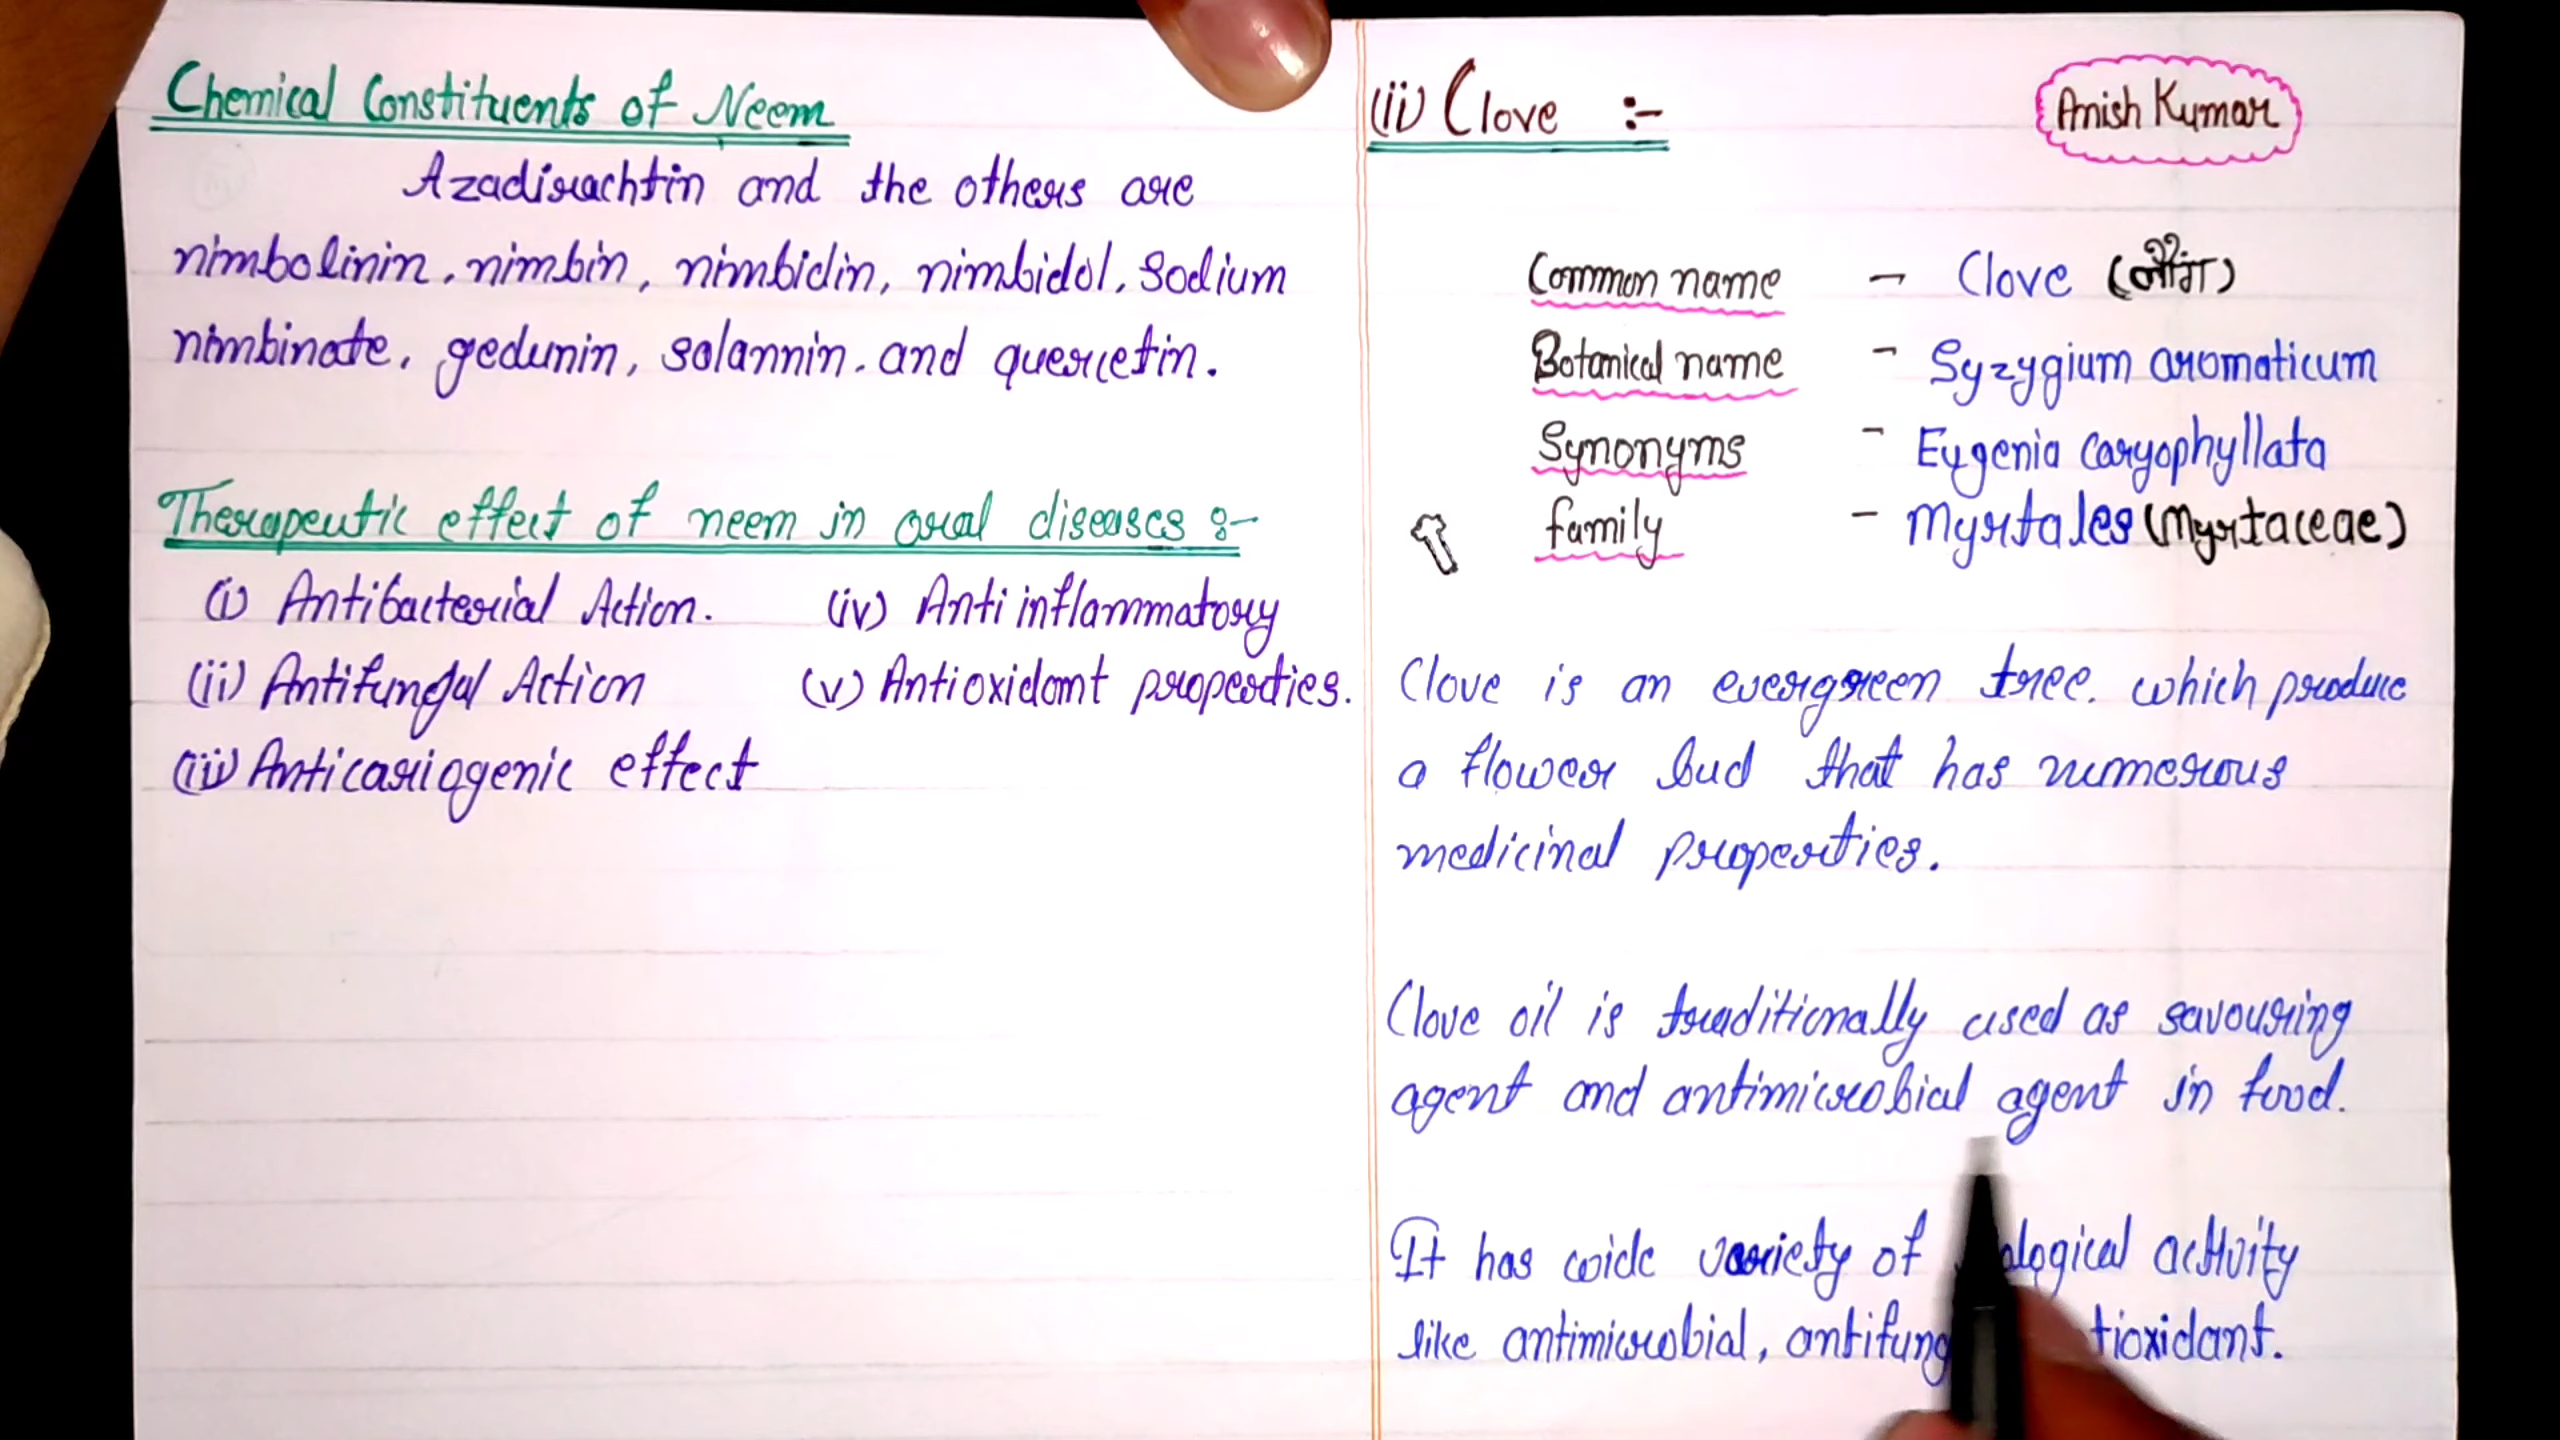 Chemical Constituents of Neem
Azadirachtin and the others are
nimbolinin, nimbin, nimbidin, nimbidol, Sodium
nimbinate, gedunin, salannin, and quercetin.
Therapeutic effect of neem in oral diseases :-
(i) Antibacterial Action.
(ii) Antifungal Action
(iii) Anticariogenic effect
(iv) Anti inflammatory
(v) Antioxidant properties.
(ii) Clove :-
Anish Kumar
Common name - Clove (लौंग)
Botanical name - Syzygium aromaticum
Synonyms - Eugenia caryophyllata
family - Myrtales (Myrtaceae)
Clove is an evergreen tree. which produce
a flower bud that has numerous
medicinal properties.
Clove oil is traditionally used as savouring
agent and antimicrobial agent in food.
It has wide variety of activity
like antimicrobial,